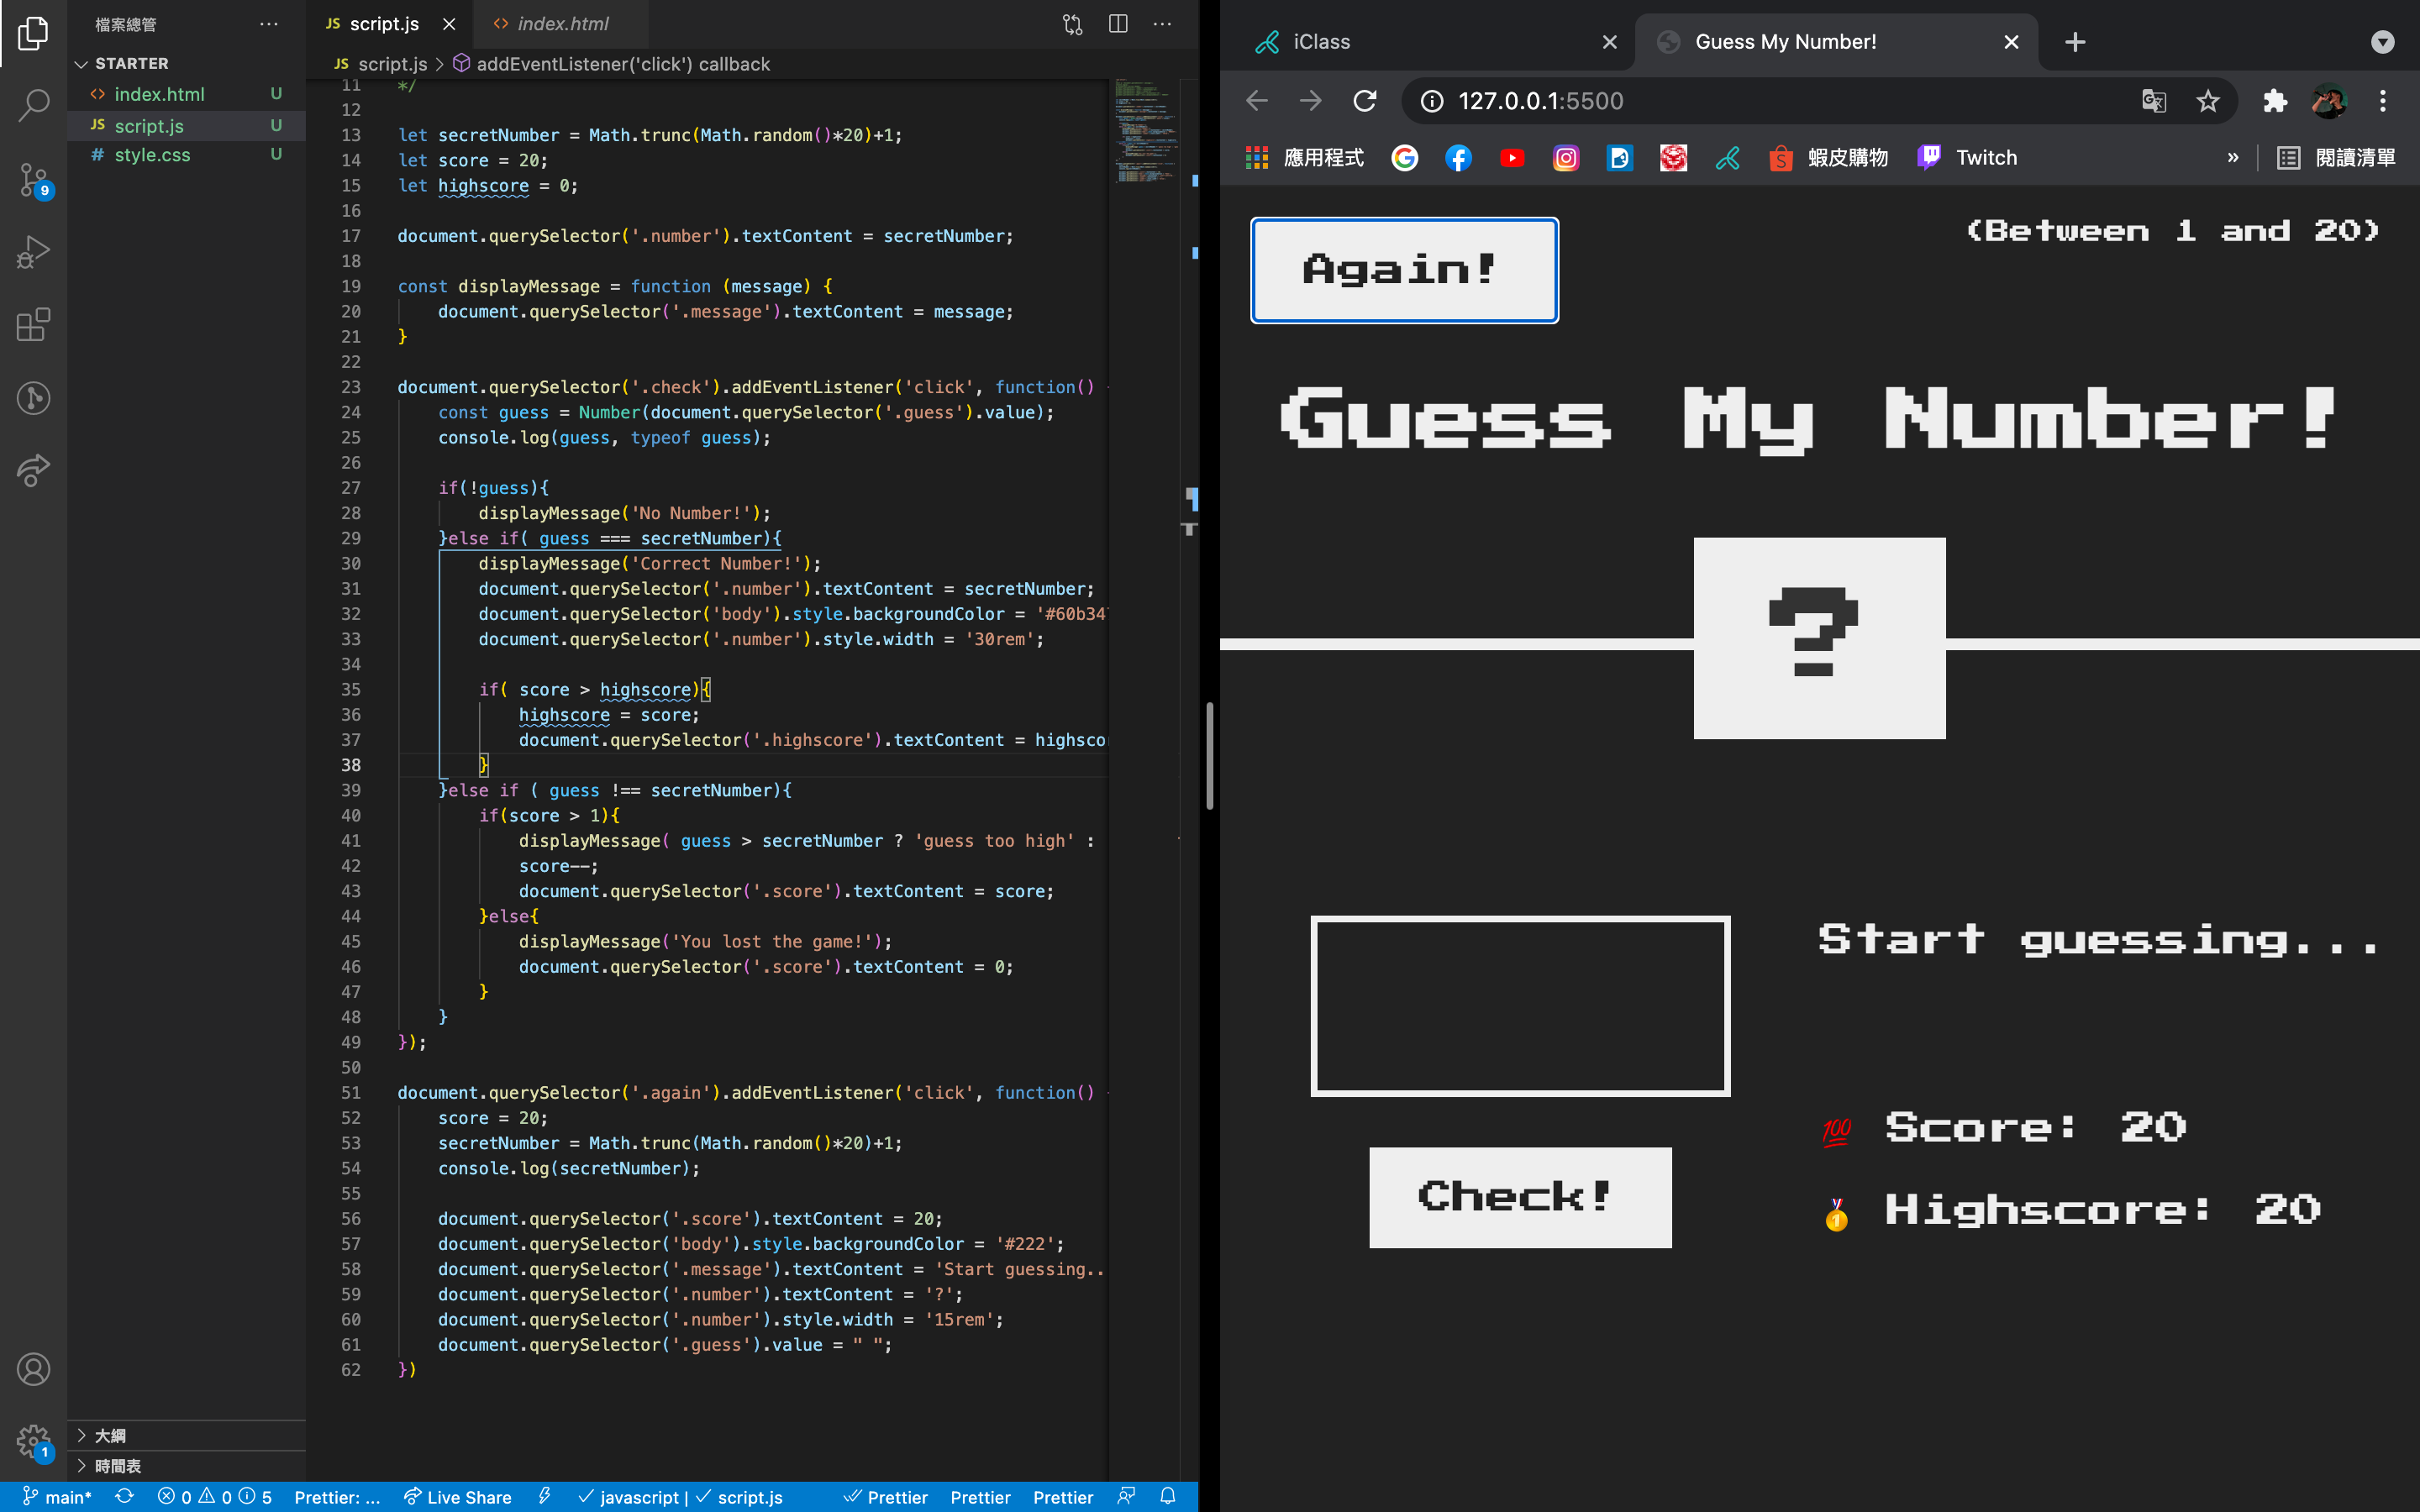 檔案總管
STARTER
index.html U
script.js U
style.css U
9
大綱
時間表
1
JS script.js
index.html
JS script.js > addEventListener('click') callback
11 */
12
13 let secretNumber = Math.trunc(Math.random()*20)+1;
14 let score = 20;
15 let highscore = 0;
16
17 document.querySelector('.number').textContent = secretNumber;
18
19 const displayMessage = function (message) {
20 document.querySelector('.message').textContent = message;
21 }
22
23 document.querySelector('.check').addEventListener('click', function()
24 const guess = Number(document.querySelector('.guess').value);
25 console.log(guess, typeof guess);
26
27 if(!guess){
28 displayMessage('No Number!');
29 }else if( guess === secretNumber){
30 displayMessage('Correct Number!');
31 document.querySelector('.number').textContent = secretNumber;
32 document.querySelector('body').style.backgroundColor = '#60b34
33 document.querySelector('.number').style.width = '30rem';
34
35 if( score > highscore){
36 highscore = score;
37 document.querySelector('.highscore').textContent = highsco
38 }
39 }else if ( guess !== secretNumber){
40 if(score > 1){
41 displayMessage( guess > secretNumber ? 'guess too high' :
42 score--;
43 document.querySelector('.score').textContent = score;
44 }else{
45 displayMessage('You lost the game!');
46 document.querySelector('.score').textContent = 0;
47 }
48 }
49 });
50
51 document.querySelector('.again').addEventListener('click', function()
52 score = 20;
53 secretNumber = Math.trunc(Math.random()*20)+1;
54 console.log(secretNumber);
55
56 document.querySelector('.score').textContent = 20;
57 document.querySelector('body').style.backgroundColor = '#222';
58 document.querySelector('.message').textContent = 'Start guessing..
59 document.querySelector('.number').textContent = '?';
60 document.querySelector('.number').style.width = '15rem';
61 document.querySelector('.guess').value = " ";
62 })
main* 0 0 5 Prettier: ... Live Share javascript | script.js Prettier Prettier Prettier
iClass
Guess My Number!
127.0.0.1:5500
應用程式
蝦皮購物
Twitch
»
閱讀清單
Again!
(Between 1 and 20)
Guess My Number!
?
Start guessing...
💯 Score: 20
Check!
🥇 Highscore: 20